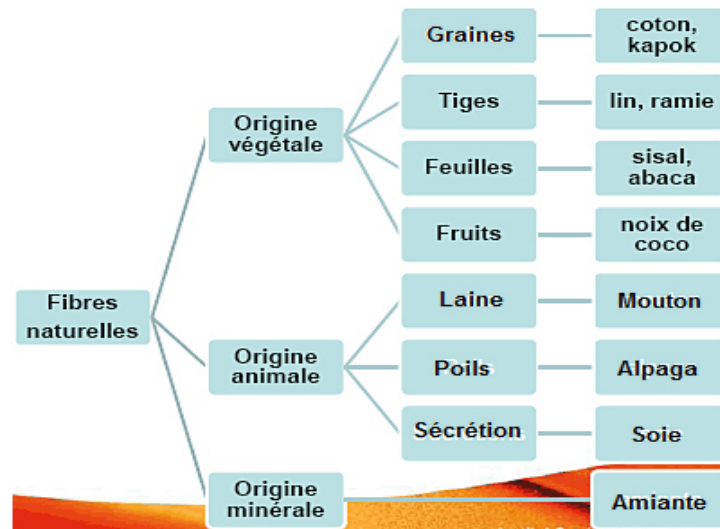 Graines
coton,
kapok
Tiges
lin, ramie
Origine
végétale
Feuilles
sisal,
abaca
Fruits
noix de
coco
Fibres
naturelles
Laine
Mouton
Origine
animale
Poils
Alpaga
Sécrétion
Soie
Origine
minérale
Amiante